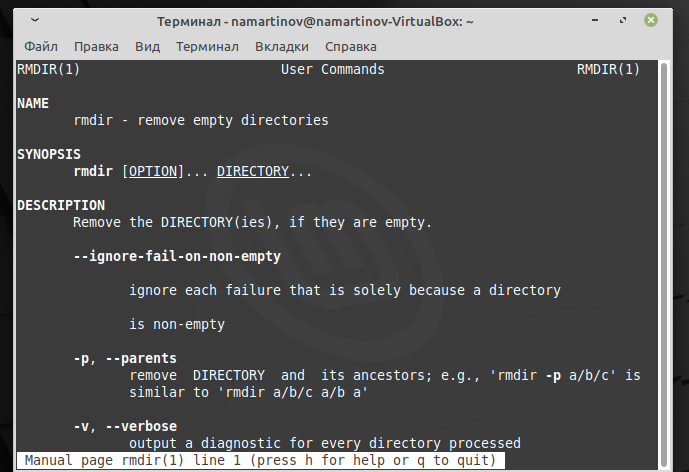 Терминал - namartinov@namartinov-VirtualBox: ~
Файл Правка Вид Терминал Вкладки Справка
RMDIR(1) User Commands RMDIR(1)
NAME
rmdir - remove empty directories
SYNOPSIS
rmdir [OPTION]... DIRECTORY...
DESCRIPTION
Remove the DIRECTORY(ies), if they are empty.
--ignore-fail-on-non-empty
ignore each failure that is solely because a directory
is non-empty
-p, --parents
remove DIRECTORY and its ancestors; e.g., 'rmdir -p a/b/c' is
similar to 'rmdir a/b/c a/b a'
-v, --verbose
output a diagnostic for every directory processed
Manual page rmdir(1) line 1 (press h for help or q to quit)